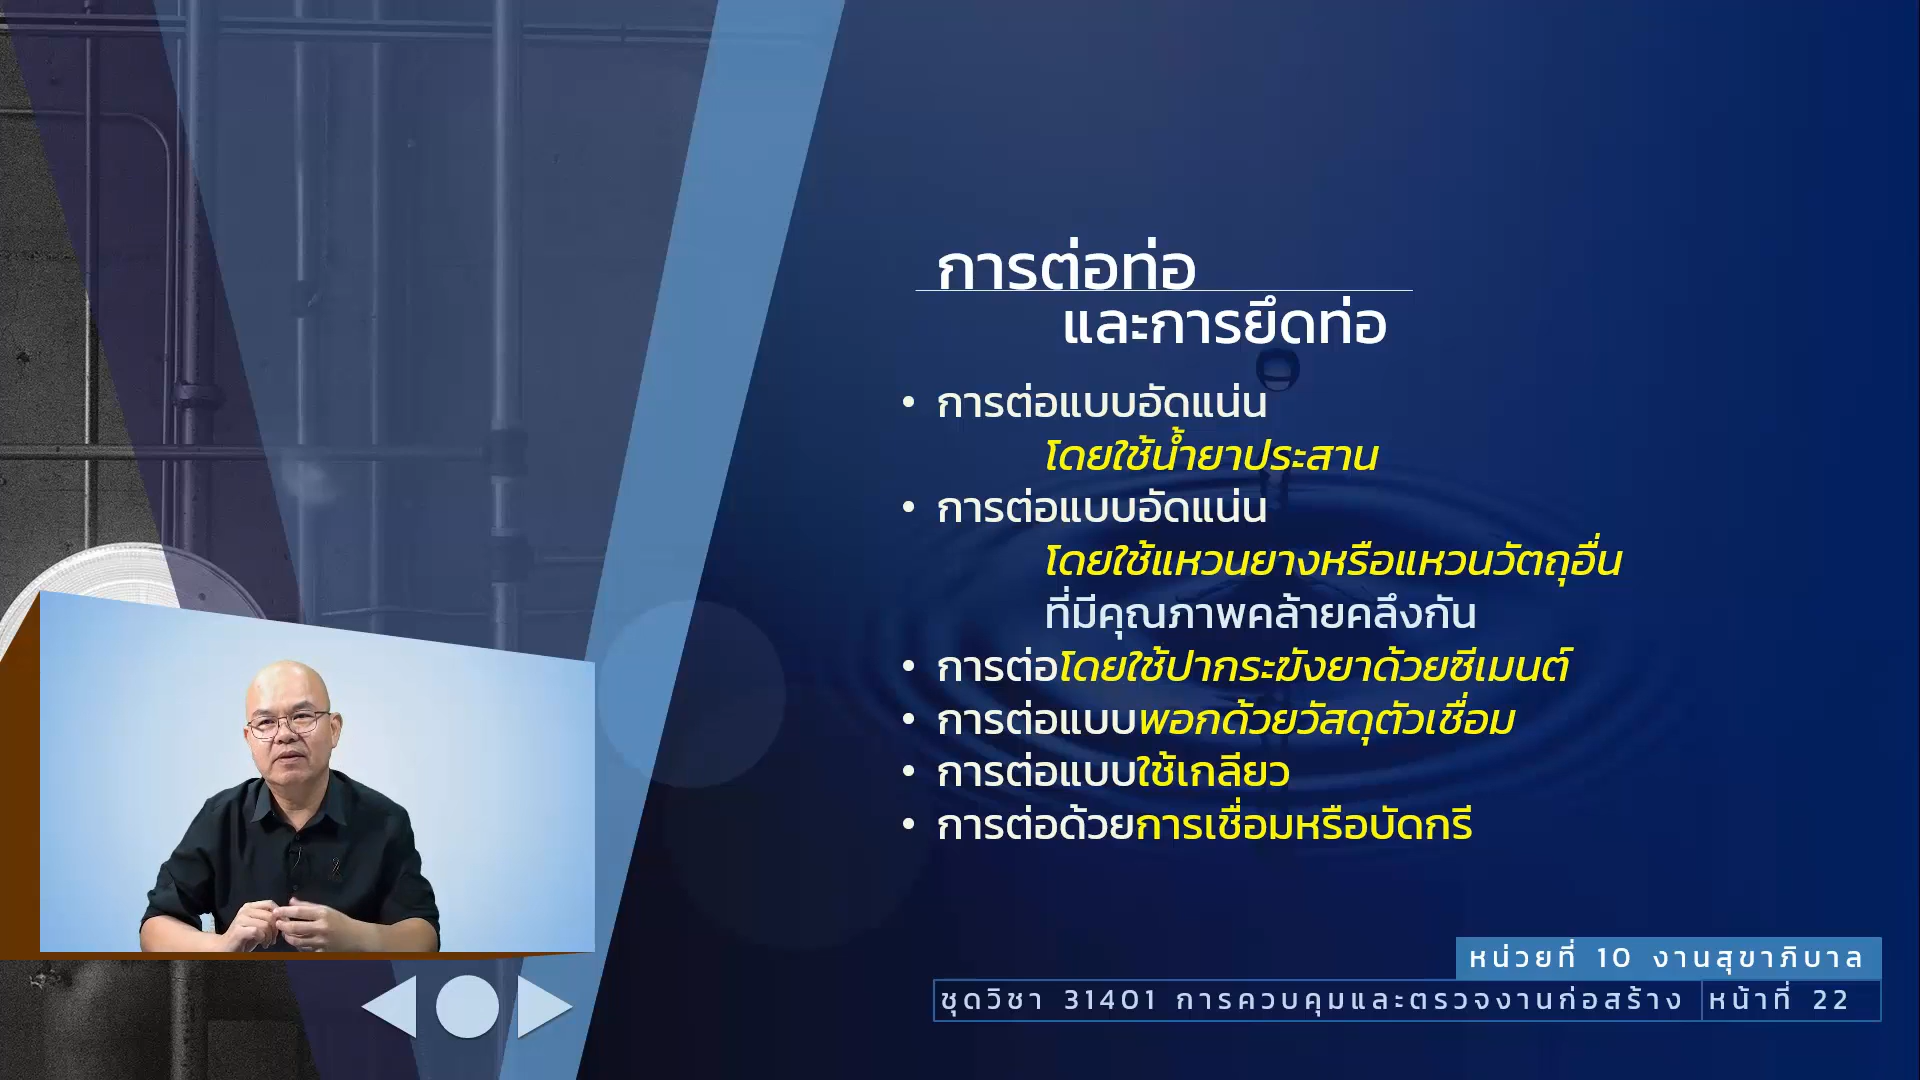 การต่อท่อ
และการยึดท่อ
• การต่อแบบอัดแน่น
โดยใช้น้ำยาประสาน
• การต่อแบบอัดแน่น
โดยใช้แหวนยางหรือแหวนวัตถุอื่น
ที่มีคุณภาพคล้ายคลึงกัน
• การต่อโดยใช้ปากระฆังยาด้วยซีเมนต์
• การต่อแบบพอกด้วยวัสดุตัวเชื่อม
• การต่อแบบใช้เกลียว
• การต่อด้วยการเชื่อมหรือบัดกรี
หน่วยที่ 10 งานสุขาภิบาล
ชุดวิชา 31401 การควบคุมและตรวจงานก่อสร้าง หน้าที่ 22